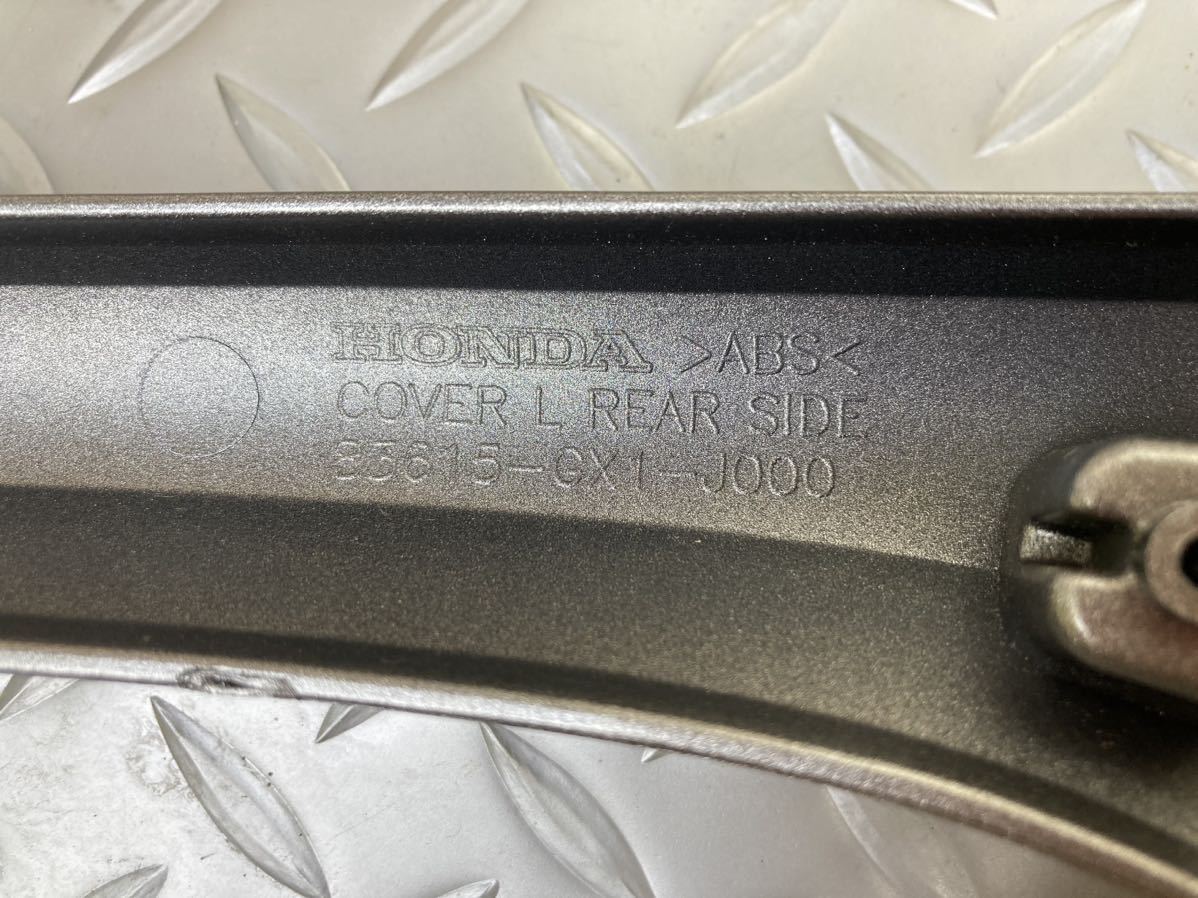 HONDA >ABS<
COVER L REAR SIDE
83615-GX1-J000